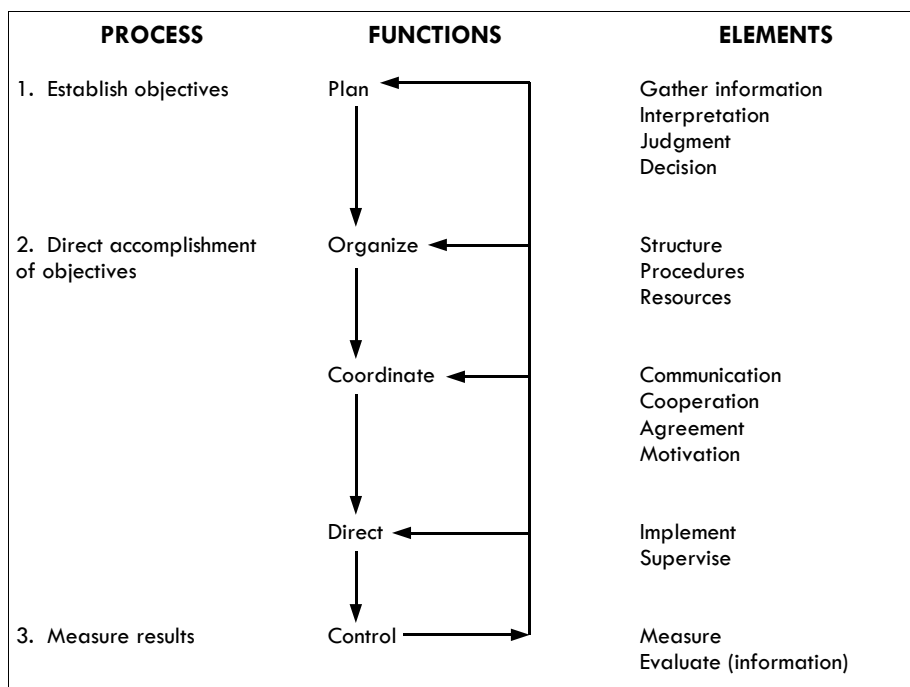 PROCESS FUNCTIONS ELEMENTS
1. Establish objectives Plan Gather information
Interpretation
Judgment
Decision
2. Direct accomplishment Organize Structure
of objectives Procedures
Resources
Coordinate Communication
Cooperation
Agreement
Motivation
Direct Implement
Supervise
3. Measure results Control Measure
Evaluate (information)